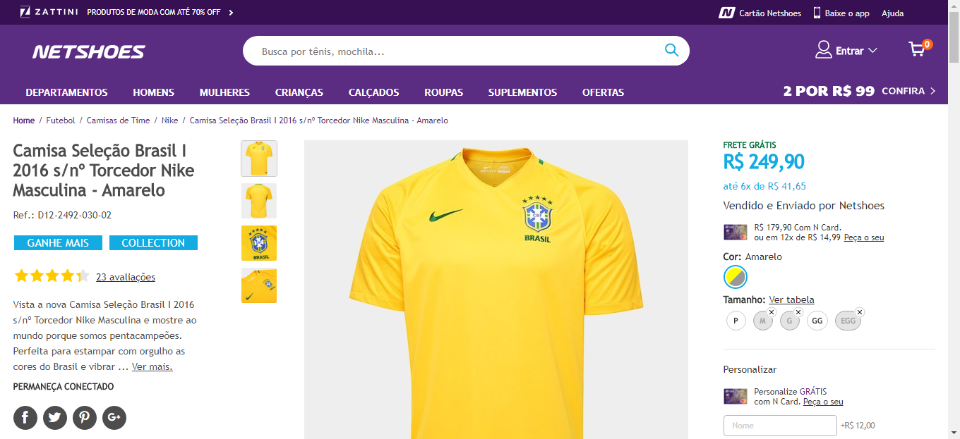 ZATTINI PRODUTOS DE MODA COM ATÉ 70% OFF
Cartão Netshoes Baixe o app Ajuda
NETSHOES
Busca por tênis, mochila...
Entrar
0
DEPARTAMENTOS HOMENS MULHERES CRIANÇAS CALÇADOS ROUPAS SUPLEMENTOS OFERTAS
2 POR R$ 99 CONFIRA
Home / Futebol / Camisas de Time / Nike / Camisa Seleção Brasil I 2016 s/nº Torcedor Nike Masculina - Amarelo
Camisa Seleção Brasil I
2016 s/nº Torcedor Nike
Masculina - Amarelo
Ref.: D12-2492-030-02
GANHE MAIS COLLECTION
23 avaliações
Vista a nova Camisa Seleção Brasil I 2016
s/nº Torcedor Nike Masculina e mostre ao
mundo porque somos pentacampeões.
Perfeita para estampar com orgulho as
cores do Brasil e vibrar ... Ver mais.
PERMANEÇA CONECTADO
BRASIL
FRETE GRÁTIS
R$ 249,90
até 6x de R$ 41,65
Vendido e Enviado por Netshoes
R$ 179,90 Com N Card.
ou em 12x de R$ 14,99 Peça o seu
Cor: Amarelo
Tamanho: Ver tabela
P M G GG EGG
Personalizar
Personalize GRÁTIS
com N Card. Peça o seu
Nome +R$ 12,00